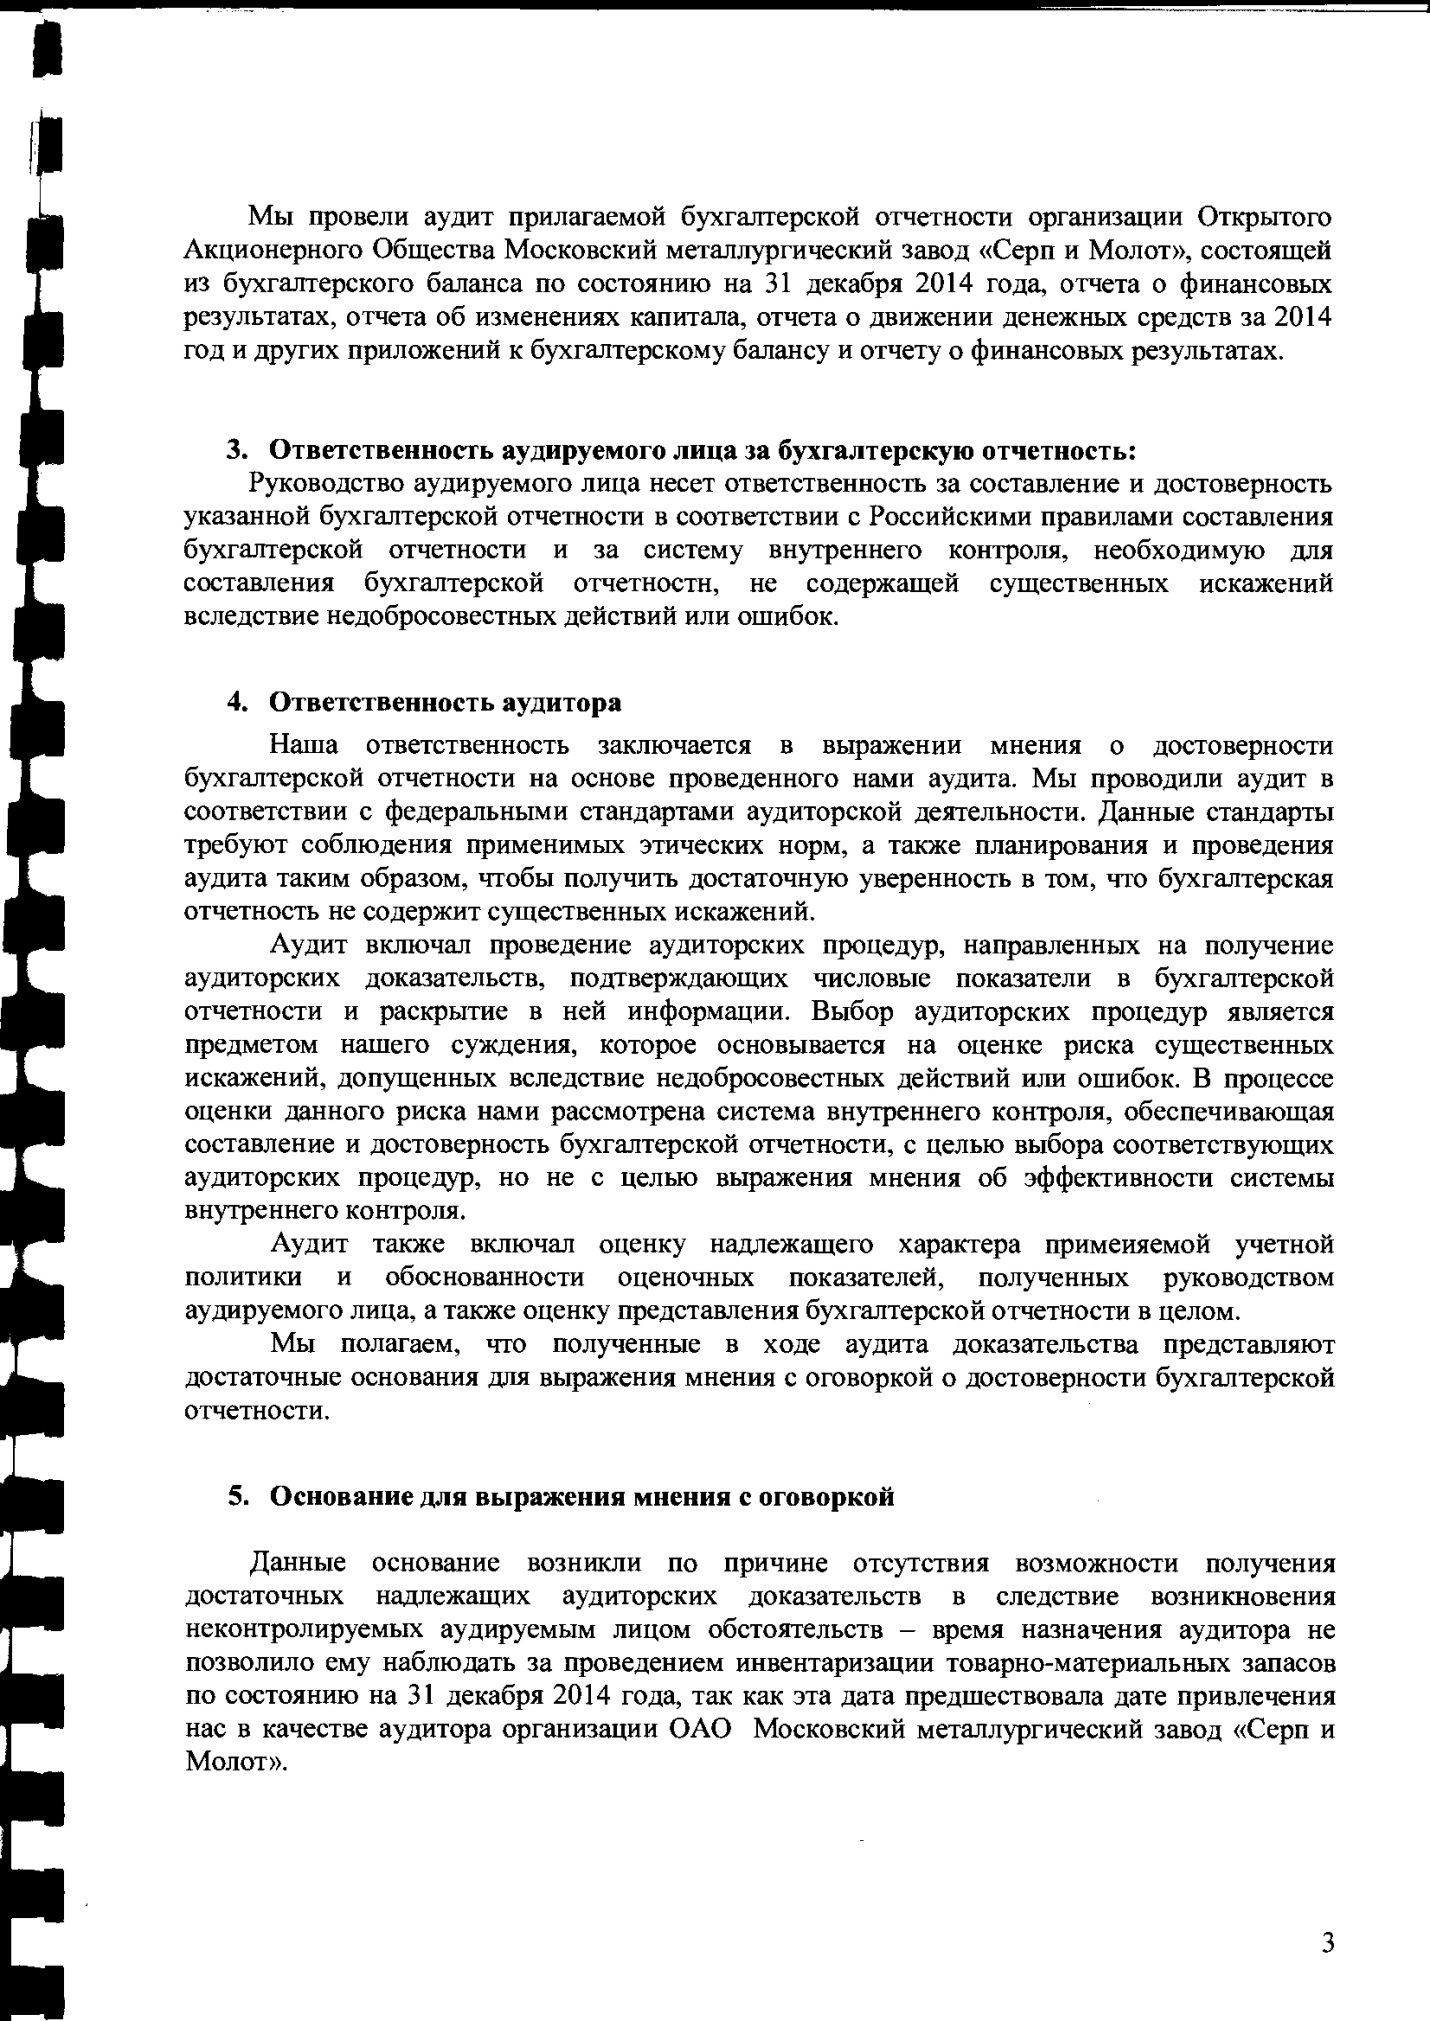 Мы провели аудит прилагаемой бухгалтерской отчетности организации Открытого
Акционерного Общества Московский металлургический завод «Серп и Молот», состоящей
из бухгалтерского баланса по состоянию на 31 декабря 2014 года, отчета о финансовых
результатах, отчета об изменениях капитала, отчета о движении денежных средств за 2014
год и других приложений к бухгалтерскому балансу и отчету о финансовых результатах.
3. Ответственность аудируемого лица за бухгалтерскую отчетность:
Руководство аудируемого лица несет ответственность за составление и достоверность
указанной бухгалтерской отчетности в соответствии с Российскими правилами составления
бухгалтерской отчетности и за систему внутреннего контроля, необходимую для
составления бухгалтерской отчетности, не содержащей существенных искажений
вследствие недобросовестных действий или ошибок.
4. Ответственность аудитора
Наша ответственность заключается в выражении мнения о достоверности
бухгалтерской отчетности на основе проведенного нами аудита. Мы проводили аудит в
соответствии с федеральными стандартами аудиторской деятельности. Данные стандарты
требуют соблюдения применимых этических норм, а также планирования и проведения
аудита таким образом, чтобы получить достаточную уверенность в том, что бухгалтерская
отчетность не содержит существенных искажений.
Аудит включал проведение аудиторских процедур, направленных на получение
аудиторских доказательств, подтверждающих числовые показатели в бухгалтерской
отчетности и раскрытие в ней информации. Выбор аудиторских процедур является
предметом нашего суждения, которое основывается на оценке риска существенных
искажений, допущенных вследствие недобросовестных действий или ошибок. В процессе
оценки данного риска нами рассмотрена система внутреннего контроля, обеспечивающая
составление и достоверность бухгалтерской отчетности, с целью выбора соответствующих
аудиторских процедур, но не с целью выражения мнения об эффективности системы
внутреннего контроля.
Аудит также включал оценку надлежащего характера применяемой учетной
политики и обоснованности оценочных показателей, полученных руководством
аудируемого лица, а также оценку представления бухгалтерской отчетности в целом.
Мы полагаем, что полученные в ходе аудита доказательства представляют
достаточные основания для выражения мнения с оговоркой о достоверности бухгалтерской
отчетности.
5. Основание для выражения мнения с оговоркой
Данные основание возникли по причине отсутствия возможности получения
достаточных надлежащих аудиторских доказательств в следствие возникновения
неконтролируемых аудируемым лицом обстоятельств – время назначения аудитора не
позволило ему наблюдать за проведением инвентаризации товарно-материальных запасов
по состоянию на 31 декабря 2014 года, так как эта дата предшествовала дате привлечения
нас в качестве аудитора организации ОАО Московский металлургический завод «Серп и
Молот».
3